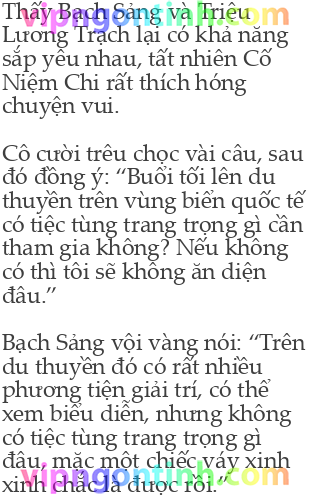 Thấy Bạch Sảng và Triệu
Lương Trạch lại có khả năng
sắp yêu nhau, tất nhiên Cố
Niệm Chi rất thích hóng
chuyện vui.
Cô cười trêu chọc vài câu, sau
đó đồng ý: “Buổi tối lên du
thuyền trên vùng biển quốc tế
có tiệc tùng trang trọng gì cần
tham gia không? Nếu không
có thì tôi sẽ không ăn diện
đâu.”
Bạch Sảng vội vàng nói: “Trên
du thuyền đó có rất nhiều
phương tiện giải trí, có thể
xem biểu diễn, nhưng không
có tiệc tùng trang trọng gì
đâu, mặc một chiếc váy xinh
xinh chắc là được rồi.”
vipngontinh.com
vipngontinh.com